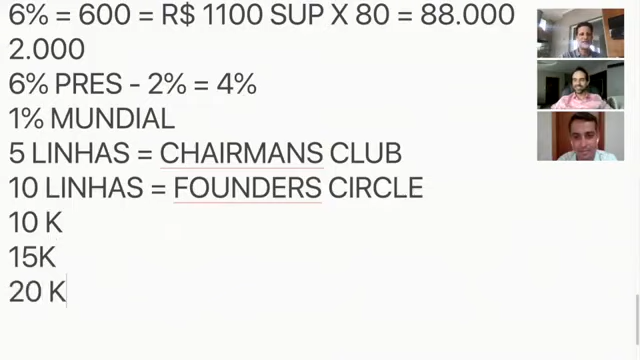 6% = 600 = R$ 1100 SUP X 80 = 88.000
2.000
6% PRES - 2% = 4%
1% MUNDIAL
5 LINHAS = CHAIRMANS CLUB
10 LINHAS = FOUNDERS CIRCLE
10 K
15K
20 K